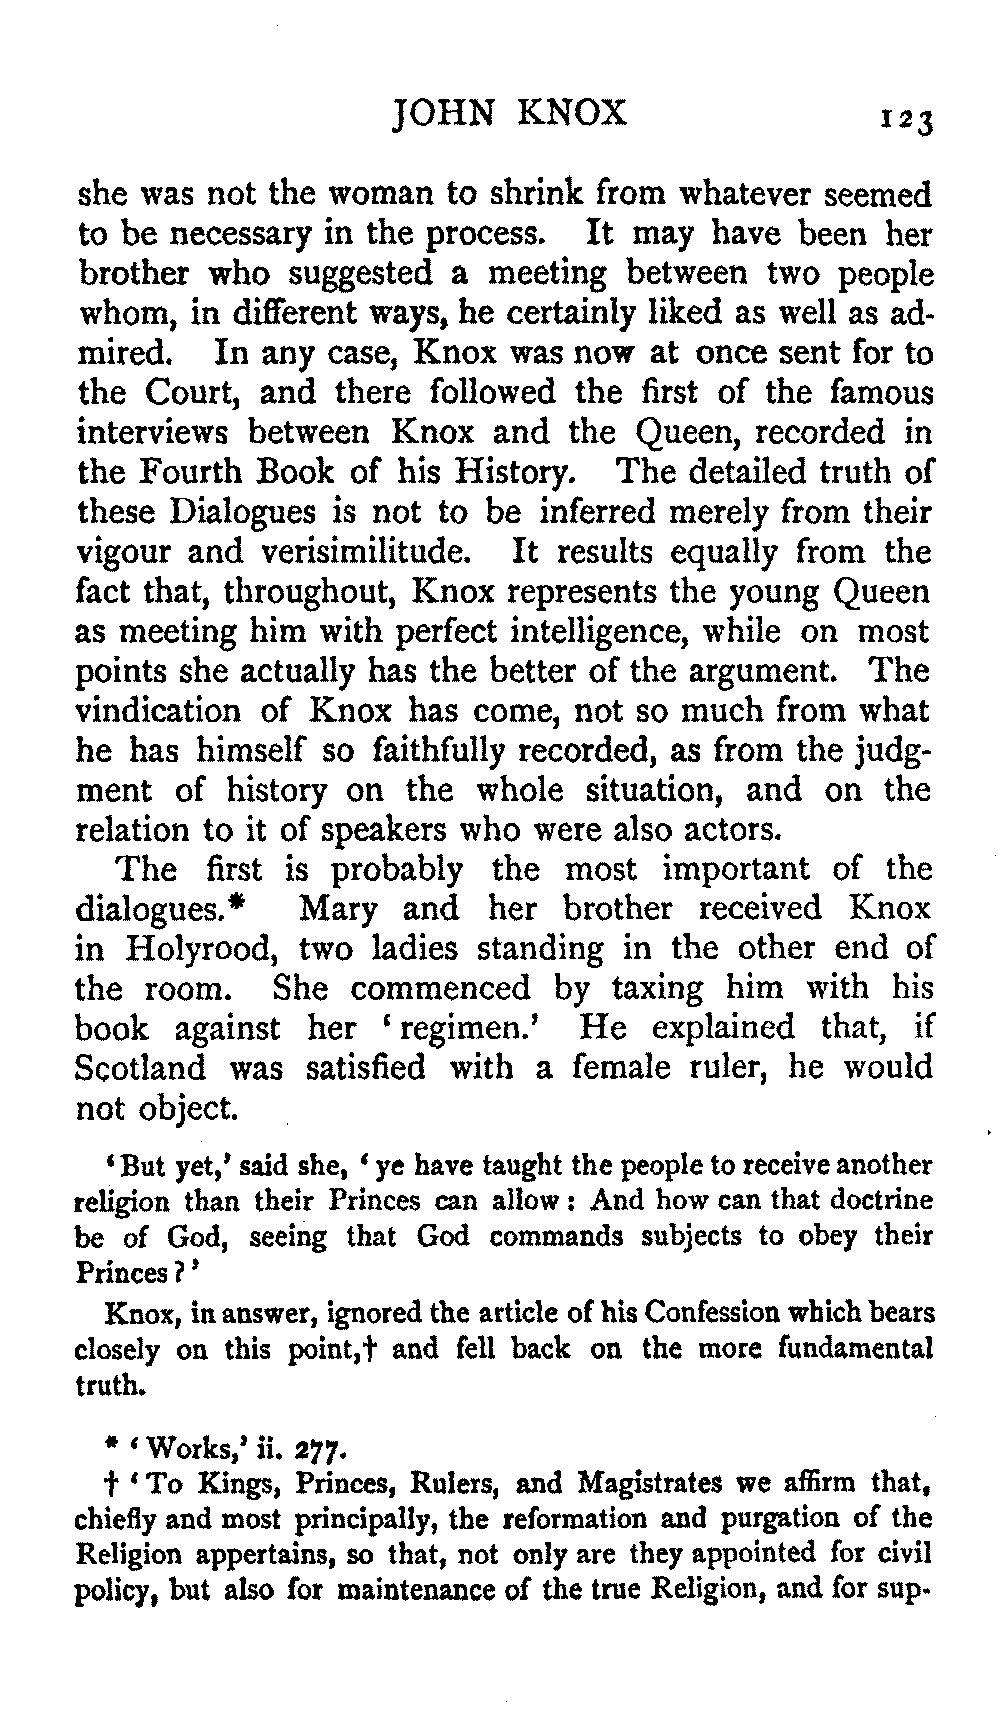 JOHN KNOX 123
she was not the woman to shrink from whatever seemed
to be necessary in the process. It may have been her
brother who suggested a meeting between two people
whom, in different ways, he certainly liked as well as ad-
mired. In any case, Knox was now at once sent for to
the Court, and there followed the first of the famous
interviews between Knox and the Queen, recorded in
the Fourth Book of his History. The detailed truth of
these Dialogues is not to be inferred merely from their
vigour and verisimilitude. It results equally from the
fact that, throughout, Knox represents the young Queen
as meeting him with perfect intelligence, while on most
points she actually has the better of the argument. The
vindication of Knox has come, not so much from what
he has himself so faithfully recorded, as from the judg-
ment of history on the whole situation, and on the
relation to it of speakers who were also actors.
The first is probably the most important of the
dialogues.* Mary and her brother received Knox
in Holyrood, two ladies standing in the other end of
the room. She commenced by taxing him with his
book against her ‘regimen.’ He explained that, if
Scotland was satisfied with a female ruler, he would
not object.
‘But yet,’ said she, ‘ye have taught the people to receive another
religion than their Princes can allow: And how can that doctrine
be of God, seeing that God commands subjects to obey their
Princes?’
Knox, in answer, ignored the article of his Confession which bears
closely on this point,† and fell back on the more fundamental
truth.
* ‘Works,’ ii. 277.
† ‘To Kings, Princes, Rulers, and Magistrates we affirm that,
chiefly and most principally, the reformation and purgation of the
Religion appertains, so that, not only are they appointed for civil
policy, but also for maintenance of the true Religion, and for sup-